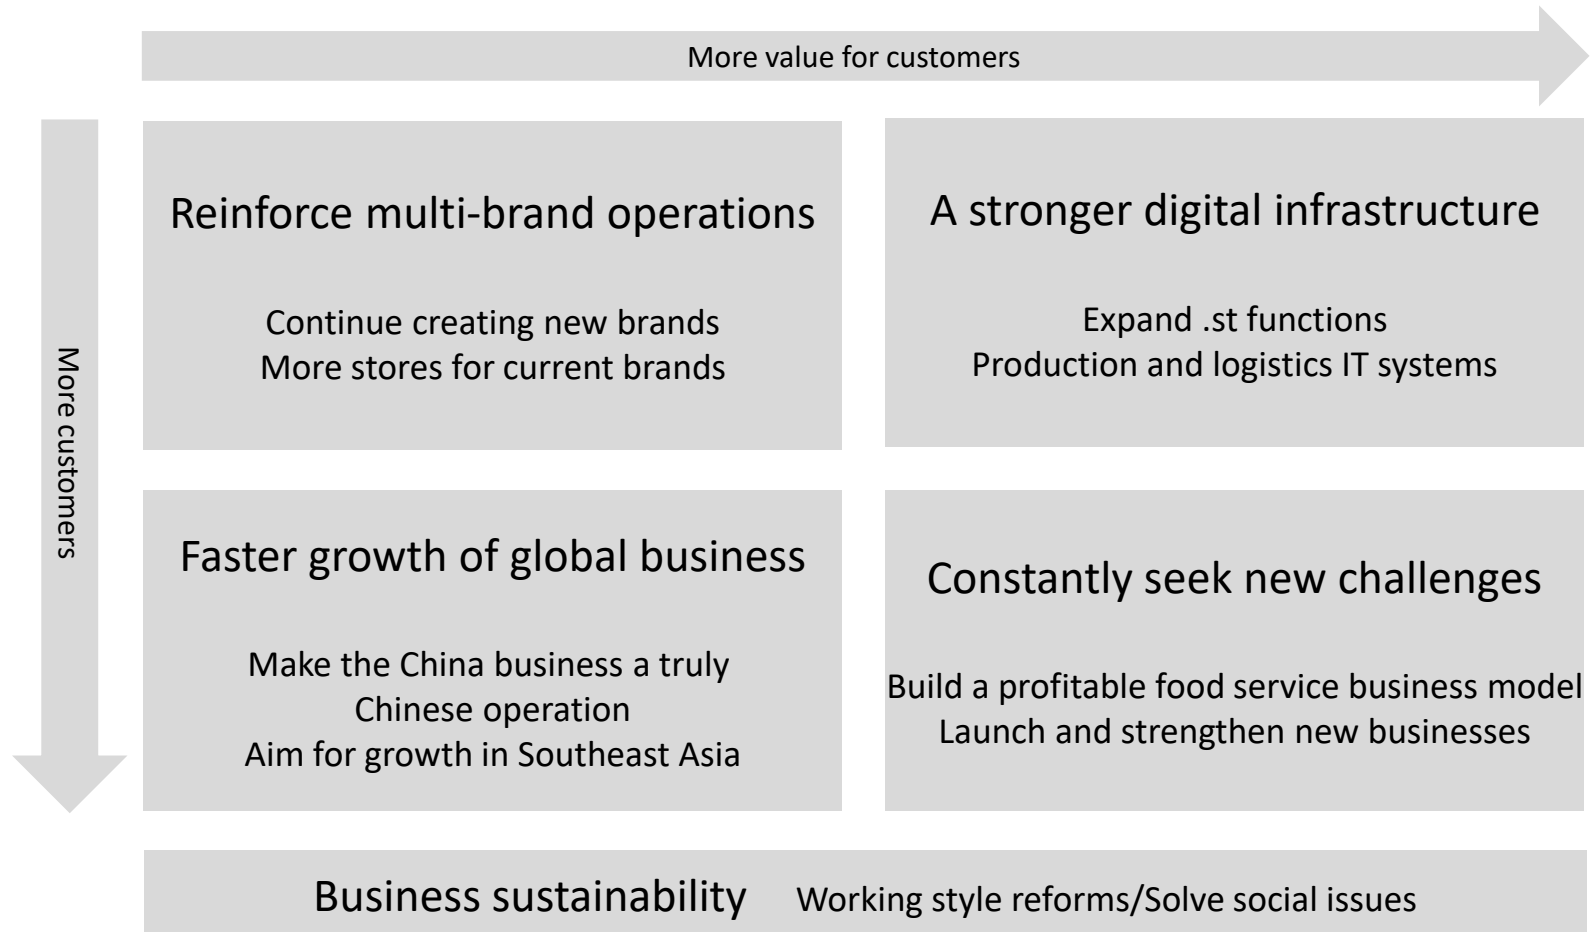 More value for customers
More customers
Reinforce multi-brand operations
Continue creating new brands
More stores for current brands
A stronger digital infrastructure
Expand .st functions
Production and logistics IT systems
Faster growth of global business
Make the China business a truly
Chinese operation
Aim for growth in Southeast Asia
Constantly seek new challenges
Build a profitable food service business model
Launch and strengthen new businesses
Business sustainability Working style reforms/Solve social issues